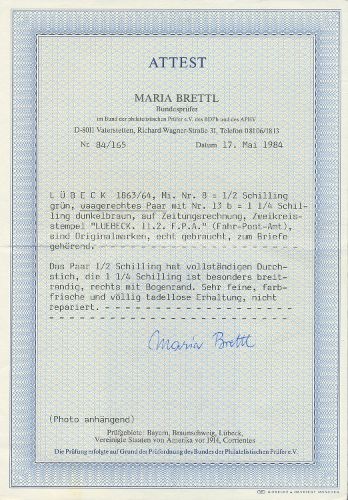 ATTEST
MARIA BRETTL
Bundesprüfer
im Bund der philatelistischen Prüfer e.V. des BDPh und des APHV
D-8011 Vaterstetten, Richard-Wagner-Straße 31, Telefon 08106/1813
Nr 84/165 Datum 17. Mai 1984
L Ü B E C K 1863/64, Mi. Nr. 8 = 1/2 Schilling
grün, waagerechtes Paar mit Nr. 13 b = 1 1/4 Schil-
ling dunkelbraun, auf Zeitungsrechnung, Zweikreis-
stempel "LUEBECK. 11.2. F.P.A." (Fahr-Post-Amt),
sind Originalmarken, echt gebraucht, zum Briefe
gehörend. - - - - - - - - - - - - - - - - - - - -
Das Paar 1/2 Schilling hat vollständigen Durch-
stich, die 1 1/4 Schilling ist besonders breit-
randig, rechts mit Bogenrand. Sehr feine, farb-
frische und völlig tadellose Erhaltung, nicht
repariert. - - - - - - - - - - - - - - - - - - -
Maria Brettl
(Photo anhängend)
Prüfgebiete: Bayern, Braunschweig, Lübeck,
Vereinigte Staaten von Amerika vor 1914, Corrientes
Die Prüfung erfolgte auf Grund der Prüfordnung des Bundes der Philatelistischen Prüfer e.V.